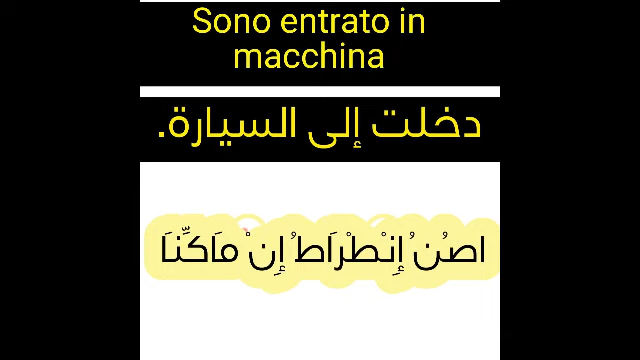 Sono entrato in
macchina
دخلت إلى السيارة.
اصُن ُ إِنْطْرَاط ُ إِن ْ مَاكِّنَا